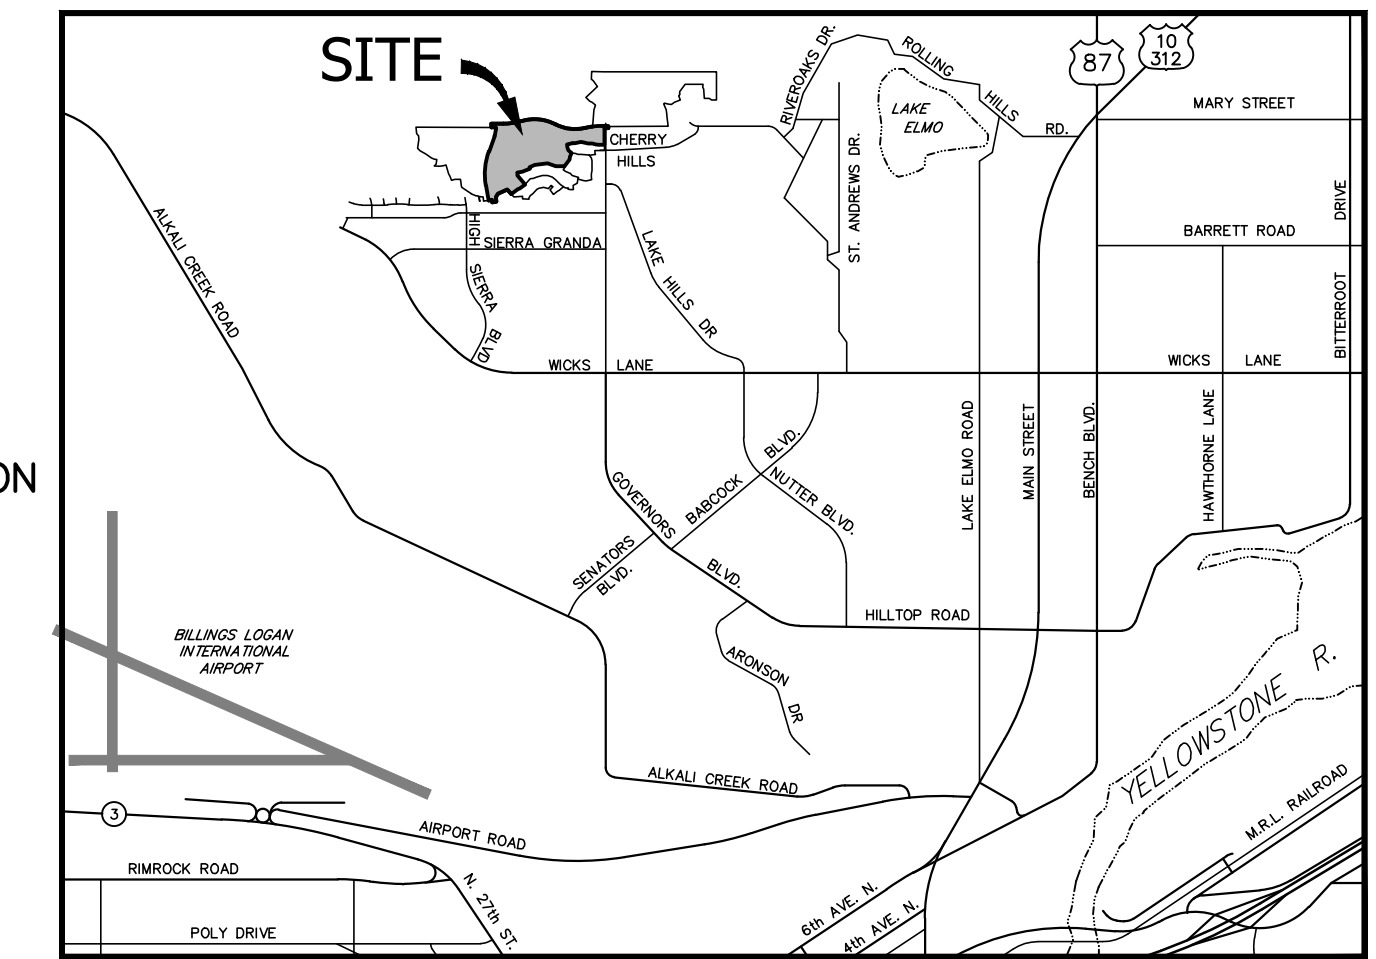 SITE
RIVEROAKS DR.
ROLLING
HILLS
RD.
87
10
312
LAKE
ELMO
MARY STREET
CHERRY
HILLS
ST. ANDREWS DR.
BITTERROOT DRIVE
ALKALI CREEK ROAD
HIGH
SIERRA
BLVD
SIERRA GRANDA
LAKE
HILLS DR
BARRETT ROAD
WICKS LANE
WICKS LANE
LAKE ELMO ROAD
MAIN STREET
BENCH BLVD.
HAWTHORNE LANE
ON
GOVERNORS
BLVD.
BABCOCK
BLVD.
NUTTER BLVD.
SENATORS
BLVD.
HILLTOP ROAD
BILLINGS LOGAN
INTERNATIONAL
AIRPORT
ARONSON
DR
YELLOWSTONE R.
ALKALI CREEK ROAD
M.R.L. RAILROAD
3
AIRPORT ROAD
RIMROCK ROAD
N. 27th ST.
6th AVE. N.
4th AVE. N.
POLY DRIVE